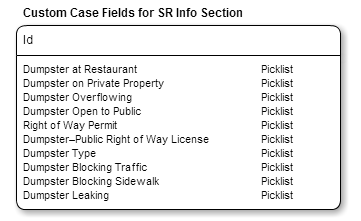 Custom Case Fields for SR Info Section
Id
Dumpster at Restaurant Picklist
Dumpster on Private Property Picklist
Dumpster Overflowing Picklist
Dumpster Open to Public Picklist
Right of Way Permit Picklist
Dumpster–Public Right of Way License Picklist
Dumpster Type Picklist
Dumpster Blocking Traffic Picklist
Dumpster Blocking Sidewalk Picklist
Dumpster Leaking Picklist